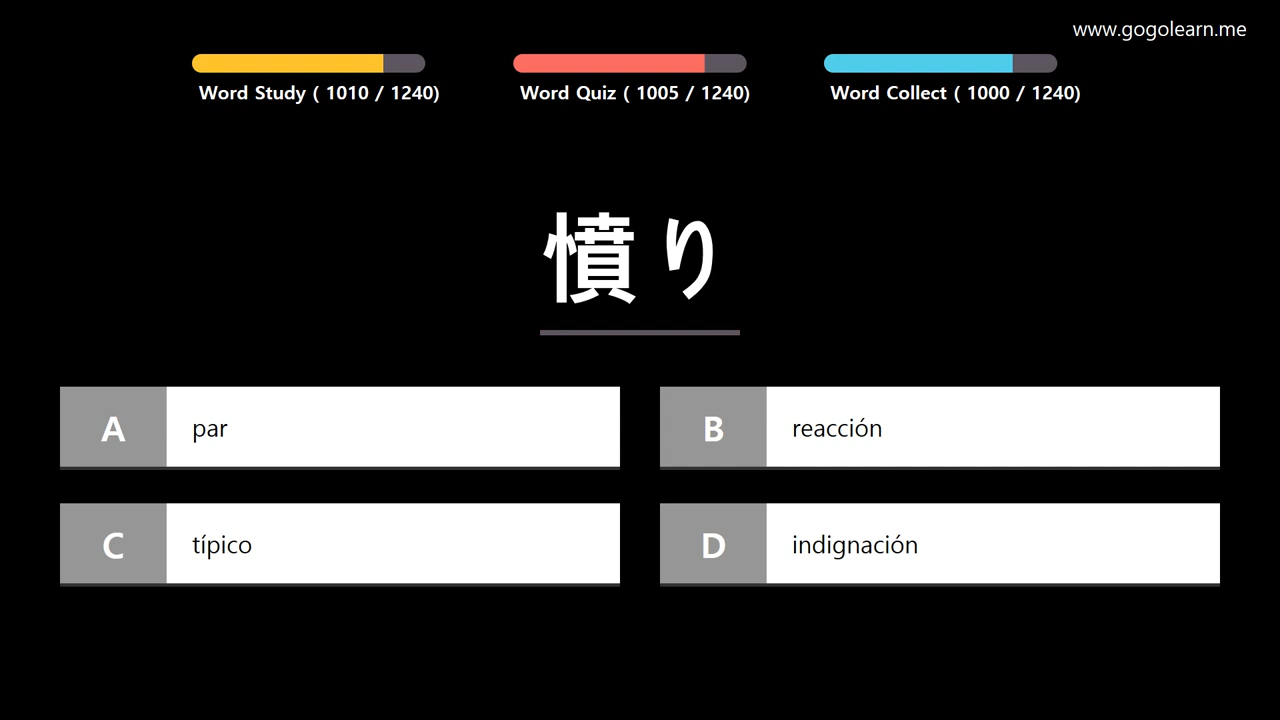 www.gogolearn.me
Word Study ( 1010 / 1240)
Word Quiz ( 1005 / 1240)
Word Collect ( 1000 / 1240)
憤り
A
par
B
reacción
C
típico
D
indignación